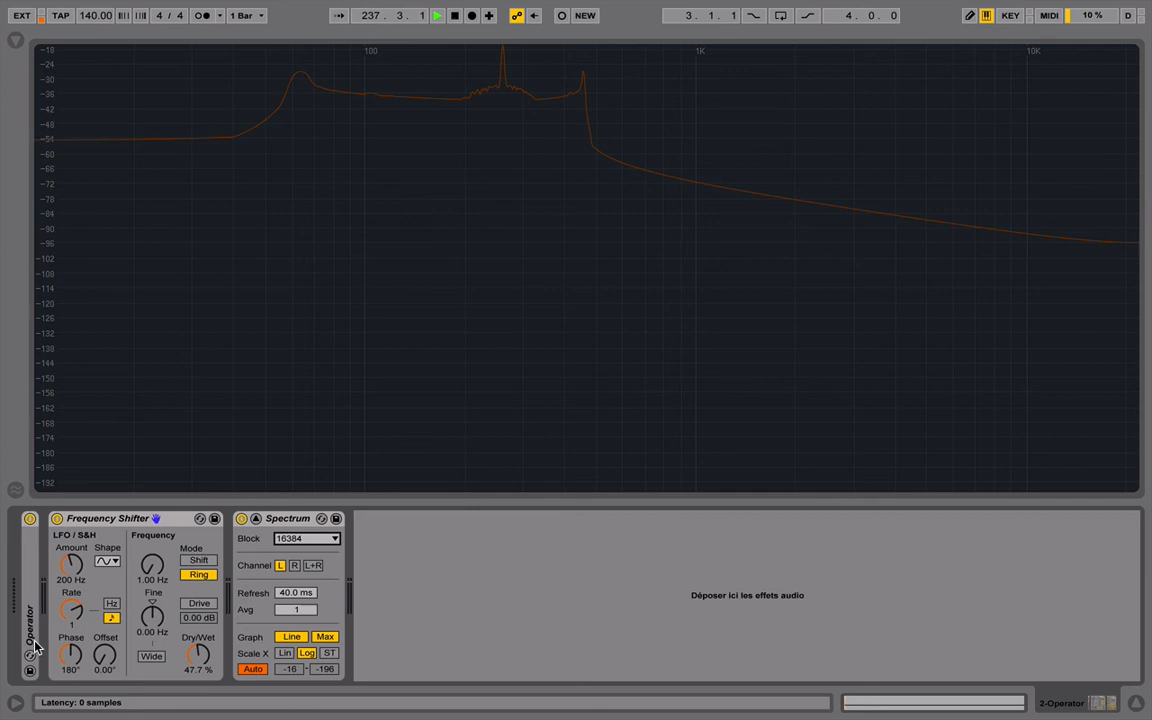 EXT TAP 140.00 4 / 4 1 Bar 237 . 3 . 1 NEW 3 . 1 . 1 4 . 0 . 0 KEY MIDI 10 % D
100 1K 10K
-18
-24
-30
-36
-42
-48
-54
-60
-66
-72
-78
-84
-90
-96
-102
-108
-114
-120
-126
-132
-138
-144
-150
-156
-162
-168
-174
-180
-186
-192
Operator
Frequency Shifter
LFO / S&H
Amount Shape
200 Hz
Rate
Hz
1
Phase Offset
180° 0.00°
Frequency
Mode
Shift
Ring
1.00 Hz
Fine
Drive
0.00 dB
0.00 Hz
Dry/Wet
Wide
47.7 %
Spectrum
Block 16384
Channel L R L+R
Refresh 40.0 ms
Avg 1
Graph Line Max
Scale X Lin Log ST
Auto -16 - -196
Déposer ici les effets audio
Latency: 0 samples
2-Operator